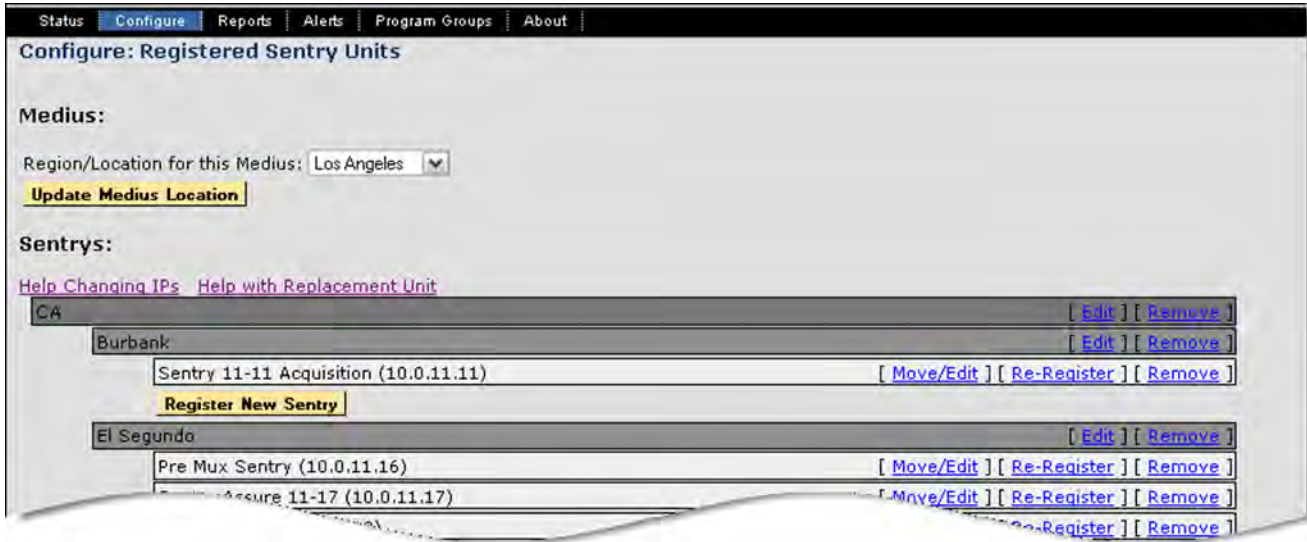 Status Configure Reports Alerts Program Groups About
Configure: Registered Sentry Units
Medius:
Region/Location for this Medius: Los Angeles
Update Medius Location
Sentrys:
Help Changing IPs Help with Replacement Unit
CA [ Edit ] [ Remove ]
Burbank [ Edit ] [ Remove ]
Sentry 11-11 Acquisition (10.0.11.11) [ Move/Edit ] [ Re-Register ] [ Remove ]
Register New Sentry
El Segundo [ Edit ] [ Remove ]
Pre Mux Sentry (10.0.11.16) [ Move/Edit ] [ Re-Register ] [ Remove ]
Assure 11-17 (10.0.11.17) [ Move/Edit ] [ Re-Register ] [ Remove ]
Re-Register ] [ Remove ]